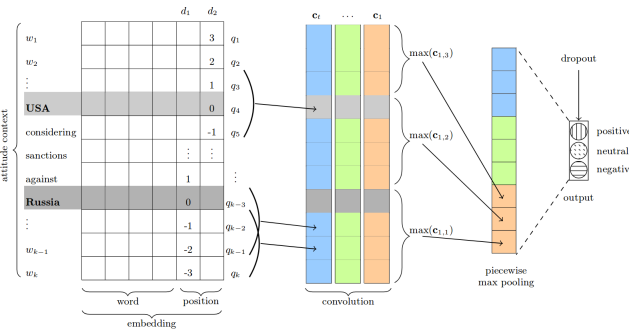 d₁ d₂ cₜ ... c₁
w₁ 3 q₁
w₂ 2 q₂
⋮ 1 q₃
USA 0 q₄
considering -1 q₅
sanctions ⋮ ⋮
against 1 ⋮
Russia 0 qₖ₋₃
⋮ -1 qₖ₋₂
wₖ₋₁ -2 qₖ₋₁
wₖ -3 qₖ
attitude context
word position
embedding
max(c₁,₃)
max(c₁,₂)
max(c₁,₁)
convolution
piecewise
max pooling
dropout
positive
neutral
negativ
output